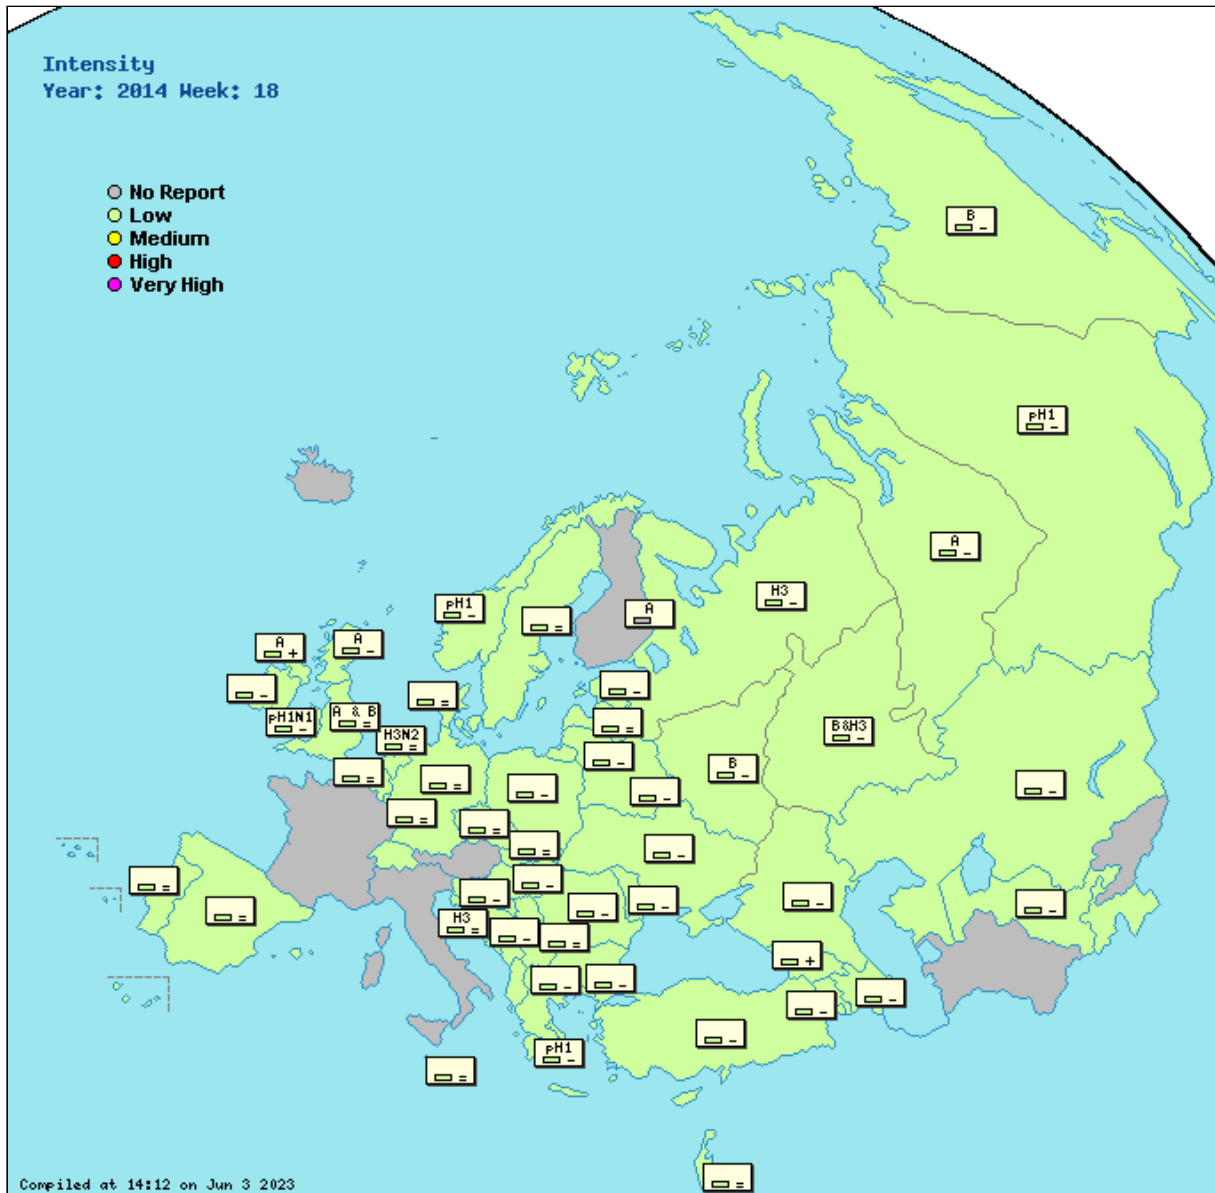 Intensity
Year: 2014 Week: 18
No Report
Low
Medium
High
Very High
B
-
pH1
-
A
-
H3
-
pH1
-
=
A
A
+
A
-
-
-
=
pH1N1
-
A & B
=
=
H3N2
=
B&H3
-
-
B
-
=
=
-
-
-
=
=
=
-
=
-
=
-
-
-
-
-
=
H3
=
-
=
+
-
-
-
-
-
pH1
-
=
=
Compiled at 14:12 on Jun 3 2023